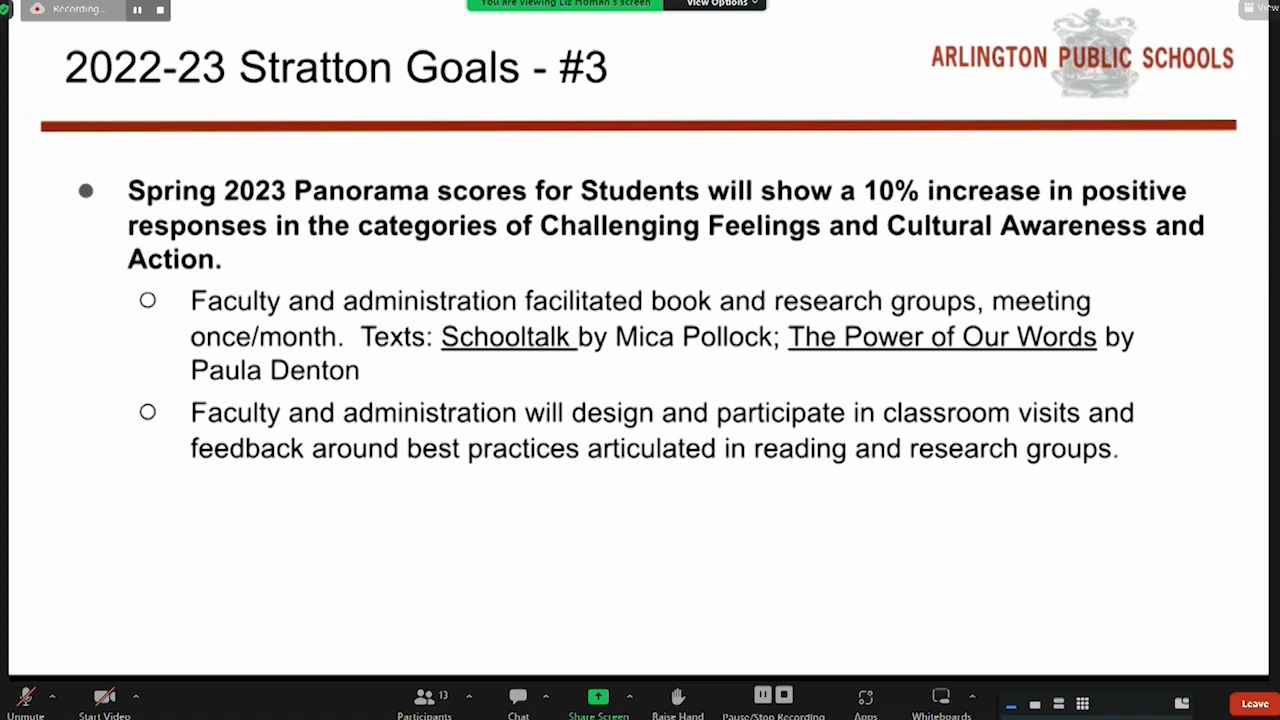 Recording...
You are viewing Liz Homan's screen
View Options
View
2022-23 Stratton Goals - #3
ARLINGTON PUBLIC SCHOOLS
Spring 2023 Panorama scores for Students will show a 10% increase in positive
responses in the categories of Challenging Feelings and Cultural Awareness and
Action.
Faculty and administration facilitated book and research groups, meeting
once/month. Texts: Schooltalk by Mica Pollock; The Power of Our Words by
Paula Denton
Faculty and administration will design and participate in classroom visits and
feedback around best practices articulated in reading and research groups.
Unmute
Start Video
13
Participants
Chat
Share Screen
Raise Hand
Pause/Stop Recording
Apps
Whiteboards
Leave